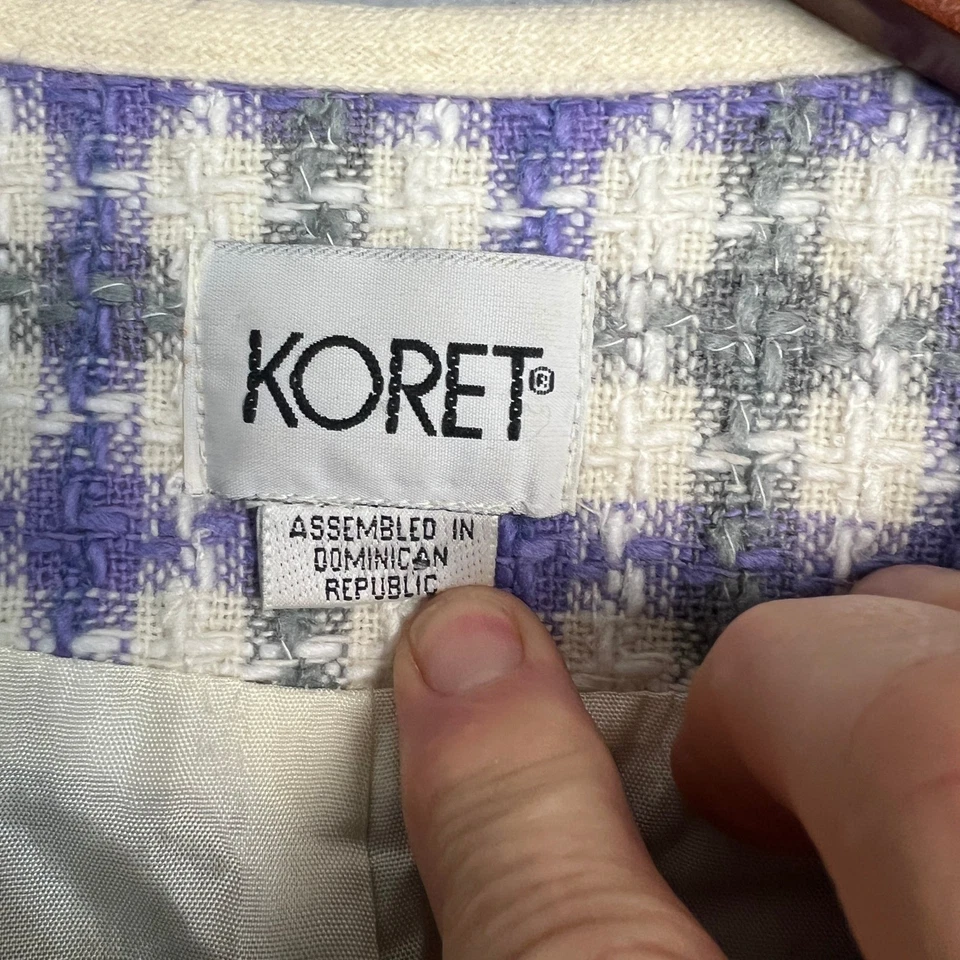 KORET®
ASSEMBLED IN
DOMINICAN
REPUBLIC